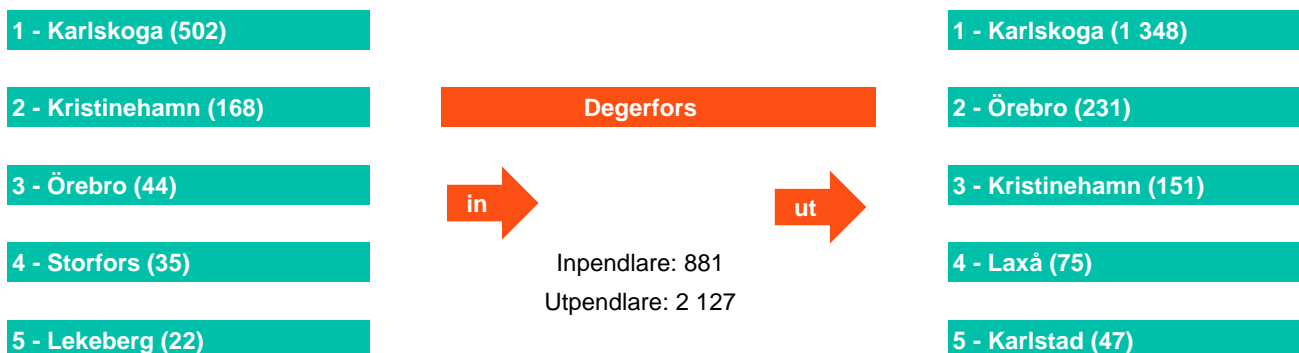 1 - Karlskoga (502)
2 - Kristinehamn (168)
3 - Örebro (44)
4 - Storfors (35)
5 - Lekeberg (22)
Degerfors
in
ut
Inpendlare: 881
Utpendlare: 2 127
1 - Karlskoga (1 348)
2 - Örebro (231)
3 - Kristinehamn (151)
4 - Laxå (75)
5 - Karlstad (47)